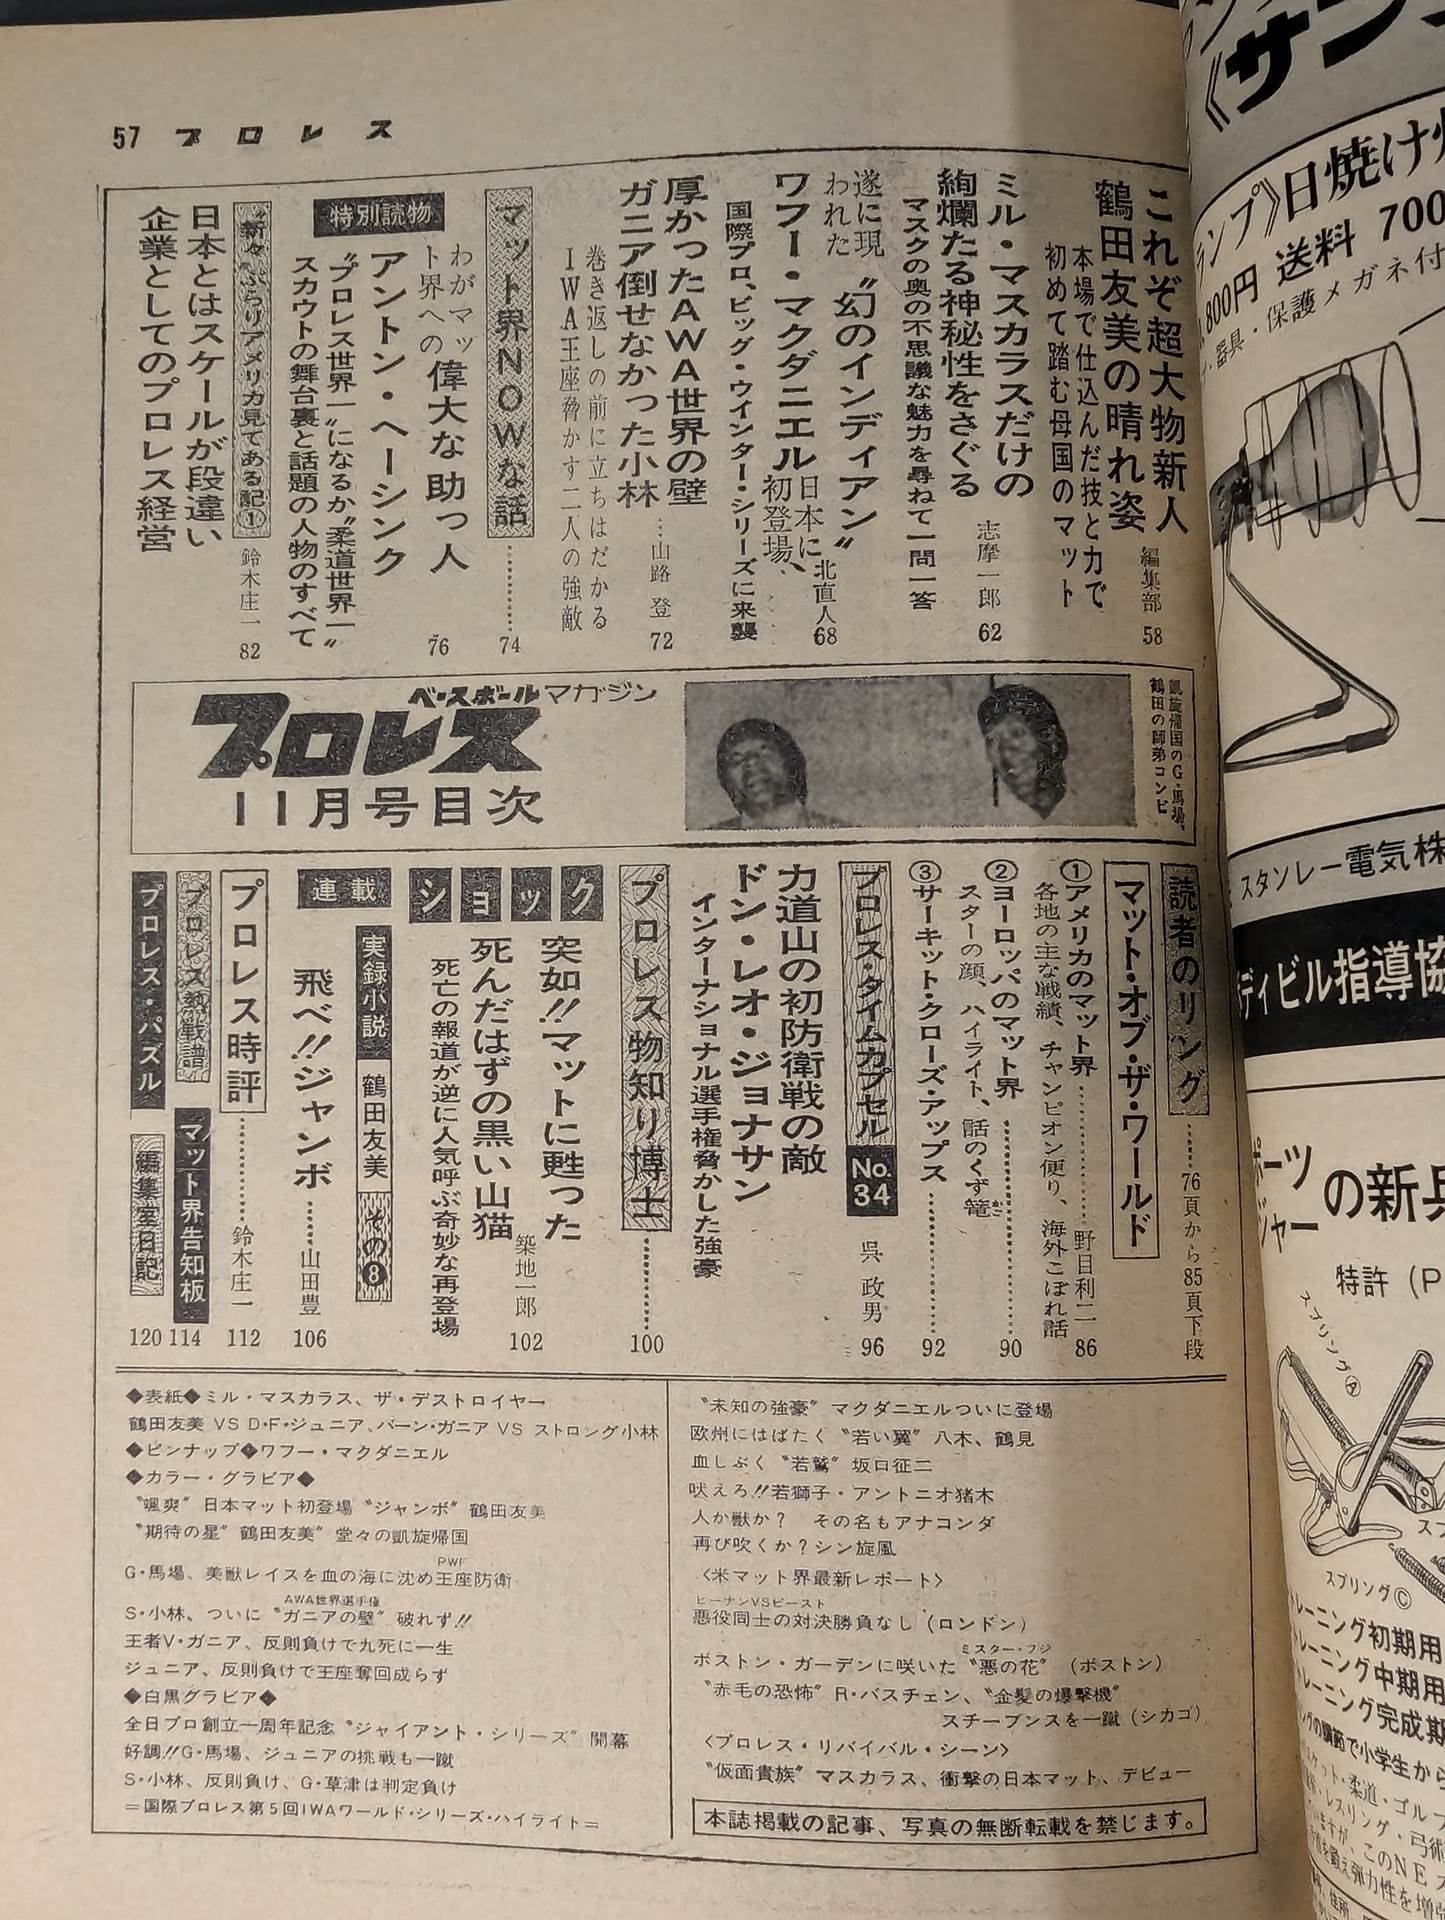 57 プロレス
これぞ超大物新人
鶴田友美の晴れ姿
本場で仕込んだ技と力で
初めて踏む母国のマット
編集部 58
ミル・マスカラスだけの
絢爛たる神秘性をさぐる
マスクの奥の不思議な魅力を尋ねて一問一答
志摩一郎 62
遂に現われた〝幻のインディアン〟
ワフー・マクダニエル 日本に初登場、
国際プロ、ビッグ・ウインター・シリーズに来襲
北直人 68
厚かったAWA世界の壁
ガニア倒せなかった小林
…山路 登 72
巻き返しの前に立ちはだかる
IWA王座脅かす二人の強敵
マット界NOWな話………74
わがマット界への偉大な助っ人 76
特別読物
アントン・ヘーシンク
〝プロレス世界一〟になるか〝柔道世界一〟
スカウトの舞台裏と話題の人物のすべて
新々ぶらりアメリカ見てある記① 鈴木庄一 82
日本とはスケールが段違い
企業としてのプロレス経営
ベースボールマガジン
プロレス
11月号目次
凱旋帰国のG・馬場、
鶴田の師弟コンビ
読者のリング……76頁から85頁下段
マット・オブ・ザ・ワールド
①アメリカのマット界………野目利二 86
各地の主な戦績、チャンピオン便り、海外こぼれ話
②ヨーロッパのマット界………90
スターの顔、ハイライト、話のくず籠
かご
③サーキット・クローズ・アップス………92
プロレス・タイムカプセル No.34 呉 政男 96
力道山の初防衛戦の敵
ドン・レオ・ジョナサン
インターナショナル選手権脅かした強豪
プロレス物知り博士………100
ショック
突如!!マットに甦った
死んだはずの黒い山猫
築地一郎 102
死亡の報道が逆に人気呼ぶ奇妙な再登場
連載
実録小説 鶴田友美 その❽
飛べ!!ジャンボ……山田豊 106
プロレス時評………鈴木庄一 112
プロレス熱戦譜 マット界告知板 114
プロレス・パズル 編集室日記 120
◆表紙◆ミル・マスカラス、ザ・デストロイヤー
鶴田友美 VS D・F・ジュニア、バーン・ガニア VS ストロング小林
◆ピンナップ◆ワフー・マクダニエル
◆カラー・グラビア◆
〝颯爽〟日本マット初登場〝ジャンボ〟鶴田友美
〝期待の星〟鶴田友美〟堂々の凱旋帰国
PWF
G・馬場、美獣レイスを血の海に沈め王座防衛
AWA世界選手権
S・小林、ついに〝ガニアの壁〟破れず!!
王者V・ガニア、反則負けで九死に一生
ジュニア、反則負けで王座奪回成らず
◆白黒グラビア◆
全日プロ創立一周年記念〝ジャイアント・シリーズ〟開幕
好調!!G・馬場、ジュニアの挑戦も一蹴
S・小林、反則負け、G・草津は判定負け
=国際プロレス第5回IWAワールド・シリーズ・ハイライト=
〝未知の強豪〟マクダニエルついに登場
欧州にはばたく〝若い翼〟八木、鶴見
血しぶく〝若鷲〟坂口征二
吠えろ!!若獅子・アントニオ猪木
人か獣か? その名もアナコンダ
再び吹くか?シン旋風
〈米マット界最新レポート〉
ヒーナンVSビースト
悪役同士の対決勝負なし（ロンドン）
ミスター・フジ
ボストン・ガーデンに咲いた〝悪の花〟（ボストン）
〝赤毛の恐怖〟R・バスチェン、〝金髪の爆撃機〟
スチーブンスを一蹴（シカゴ）
〈プロレス・リバイバル・シーン〉
〝仮面貴族〟マスカラス、衝撃の日本マット、デビュー
本誌掲載の記事、写真の無断転載を禁じます。
ランプ》日焼け
800円 送料 700
器具・保護メガネ付
スタンレー電気株
ディビル指導協
の新兵
特許（P
スプリングⒶ
スプリングⒸ
トレーニング初期用
トレーニング中期用
トレーニング完成期
の調節で小学生から